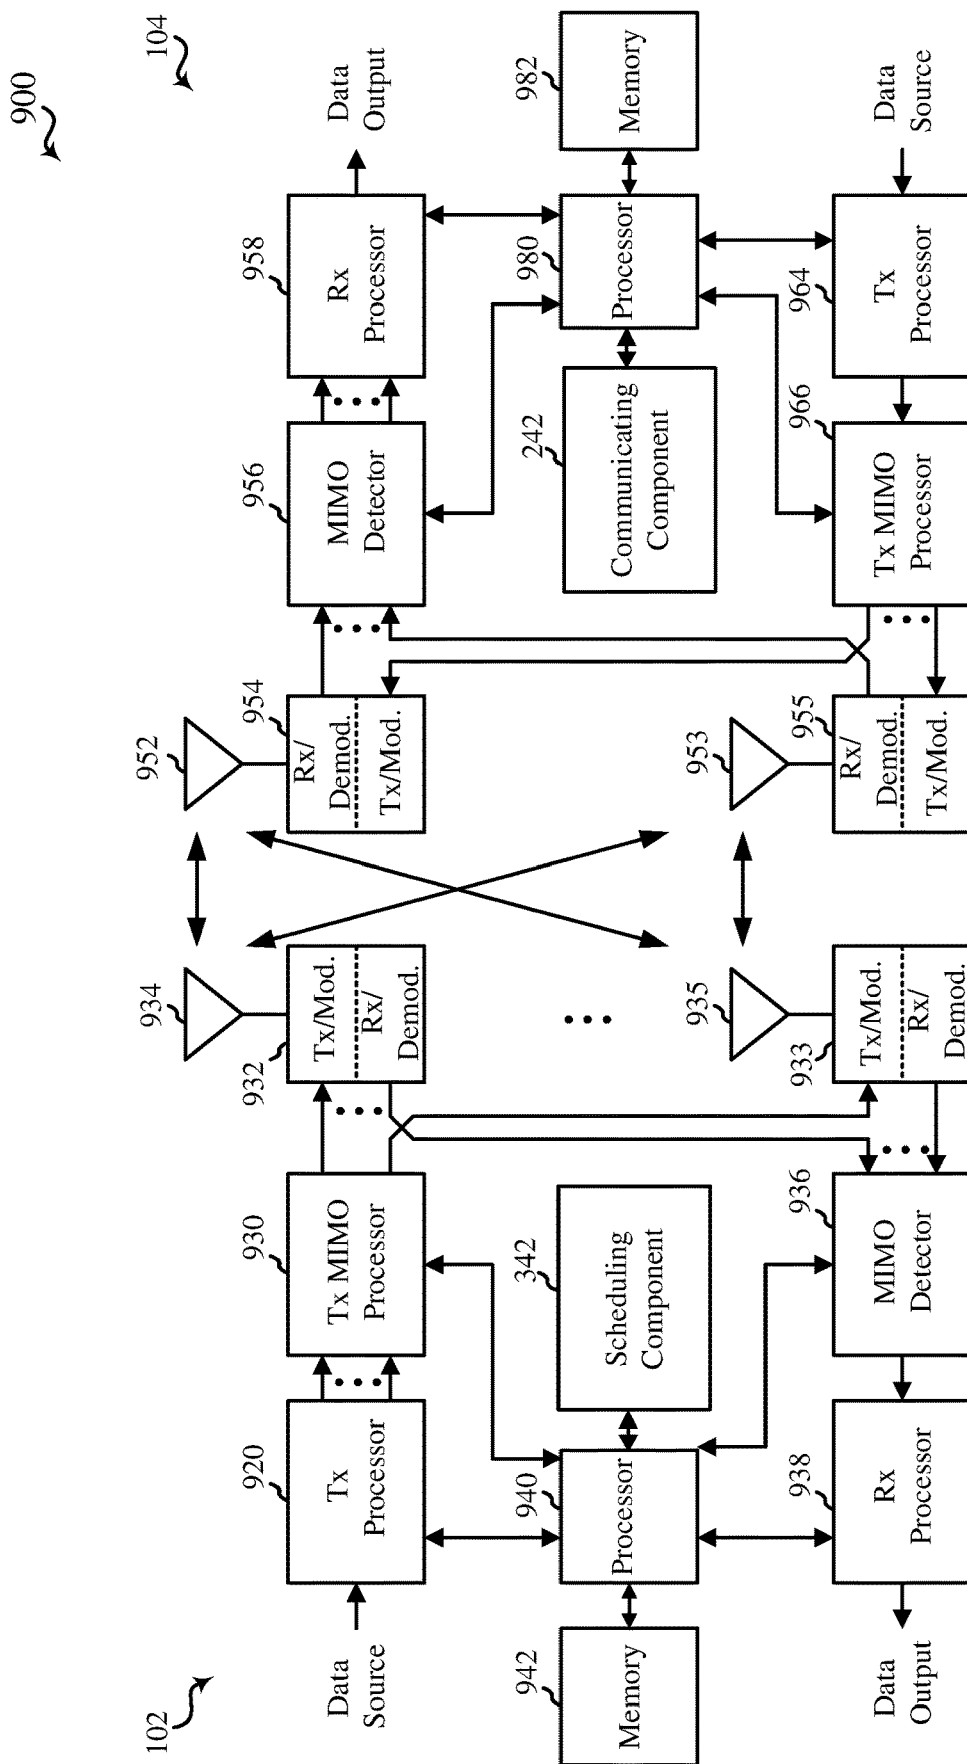 900
102
104
Data
Source
920
Tx
Processor
930
Tx MIMO
Processor
932
Tx/Mod.
Rx/
Demod.
934
952
954
Rx/
Demod.
Tx/Mod.
956
MIMO
Detector
958
Rx
Processor
Data
Output
942
Memory
940
Processor
342
Scheduling
Component
242
Communicating
Component
980
Processor
982
Memory
Data
Output
938
Rx
Processor
936
MIMO
Detector
933
Tx/Mod.
Rx/
Demod.
935
953
955
Rx/
Demod.
Tx/Mod.
966
Tx MIMO
Processor
964
Tx
Processor
Data
Source